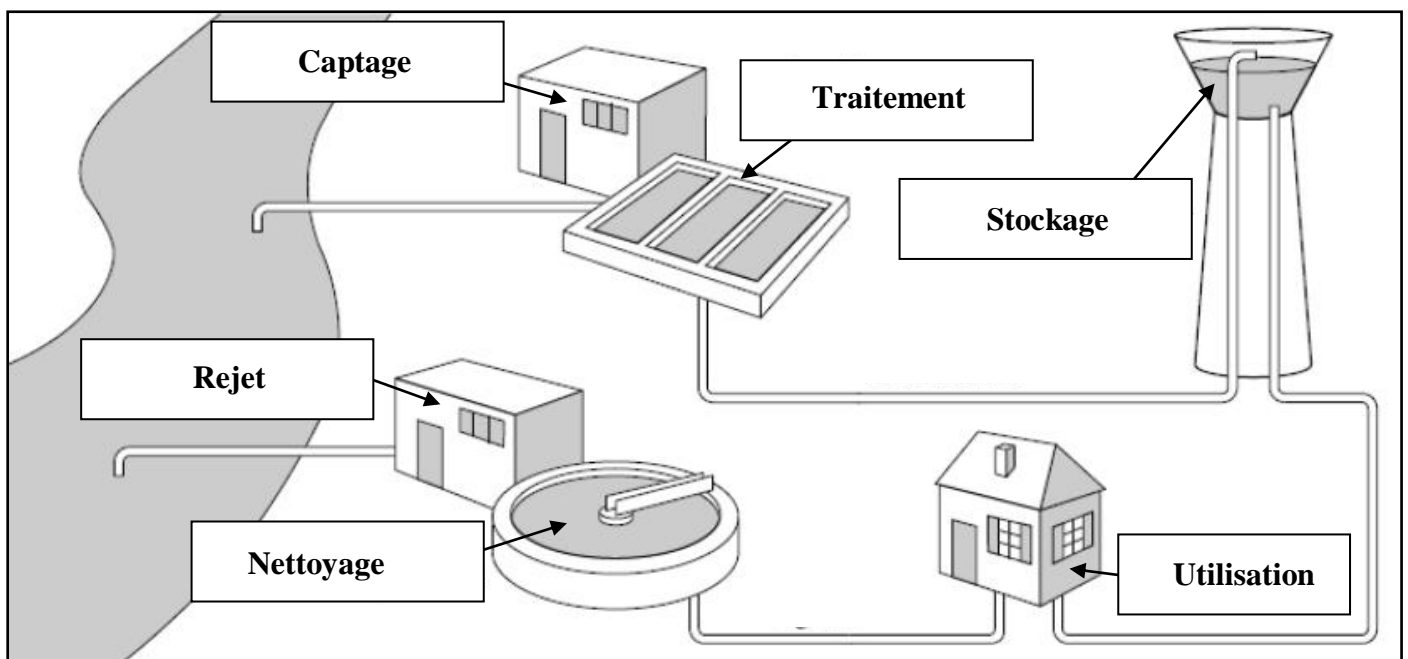 Captage
Traitement
Stockage
Rejet
Nettoyage
Utilisation